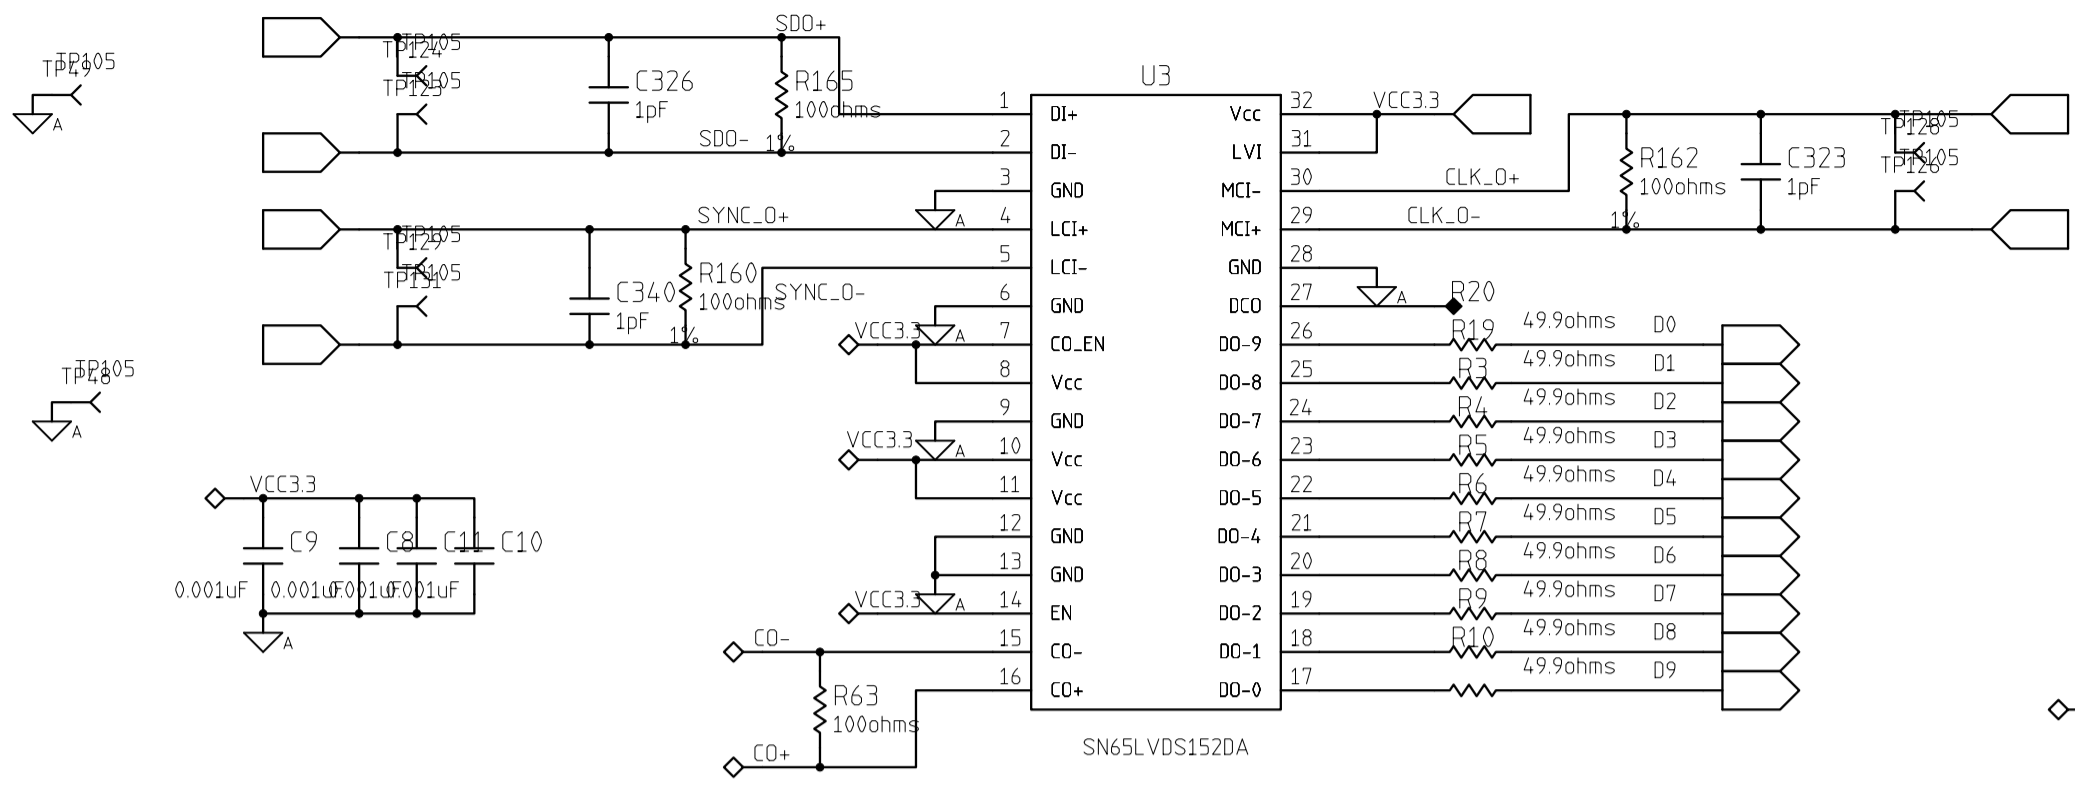 SDO+
TP105
TP124
TP105
TP49
TP105
TP125
C326
1pF
R165
100ohms
1%
SDO-
U3
1 DI+
2 DI-
3 GND
A
4 LCI+
5 LCI-
6 GND
A
7 CO_EN
8 Vcc
9 GND
A
10 Vcc
11 Vcc
12 GND
13 GND
A
14 EN
15 CO-
16 CO+
Vcc 32
LVI 31
MCI- 30
MCI+ 29
GND 28
A
DCO 27
DO-9 26
DO-8 25
DO-7 24
DO-6 23
DO-5 22
DO-4 21
DO-3 20
DO-2 19
DO-1 18
DO-0 17
SN65LVDS152DA
VCC3.3
CLK_O+
CLK_O-
R162
100ohms
1%
C323
1pF
TP105
TP128
TP105
TP126
A
SYNC_O+
TP105
TP129
TP105
TP131
C340
1pF
R160
100ohms
1%
SYNC_O-
VCC3.3
VCC3.3
VCC3.3
TP105
TP48
A
VCC3.3
C9
C8
C11
C10
0.001uF
0.001uF
0.001uF
0.001uF
A
CO-
R63
100ohms
CO+
R20
R19 49.9ohms D0
R3 49.9ohms D1
R4 49.9ohms D2
R5 49.9ohms D3
R6 49.9ohms D4
R7 49.9ohms D5
R8 49.9ohms D6
R9 49.9ohms D7
R10 49.9ohms D8
49.9ohms D9